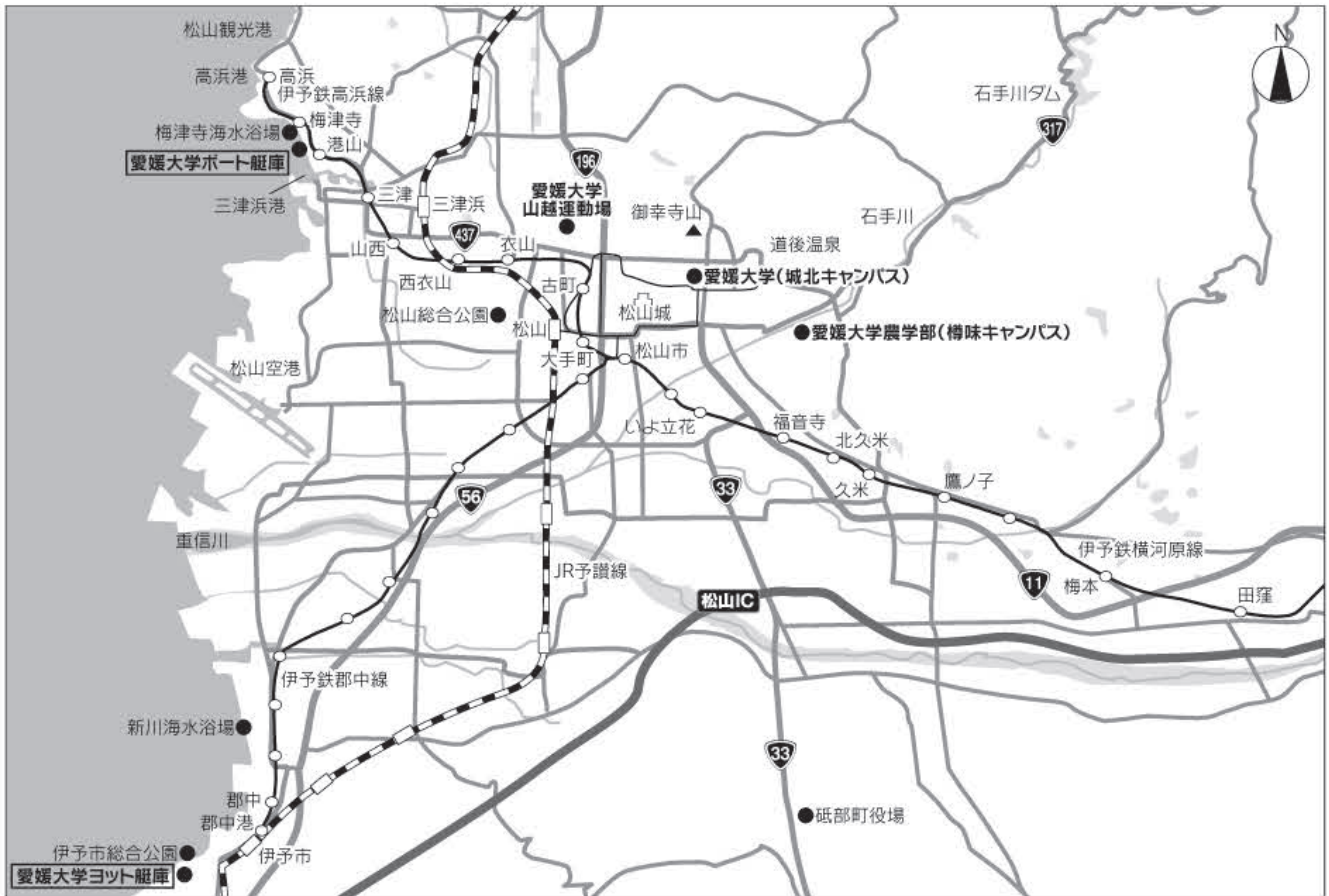 松山観光港
N
高浜港
高浜
伊予鉄高浜線
石手川ダム
梅津寺
梅津寺海水浴場
317
港山
愛媛大学ボート艇庫
196
愛媛大学
山越運動場
三津
三津浜
三津浜港
御幸寺山
石手川
437
山西
衣山
道後温泉
西衣山
愛媛大学(城北キャンパス)
古町
松山城
松山総合公園
松山
愛媛大学農学部(樽味キャンパス)
大手町
松山市
松山空港
いよ立花
福音寺
北久米
久米
鷹ノ子
56
33
重信川
伊予鉄横河原線
JR予讃線
11
梅本
松山IC
田窪
伊予鉄郡中線
新川海水浴場
33
郡中
郡中港
砥部町役場
伊予市総合公園
伊予市
愛媛大学ヨット艇庫